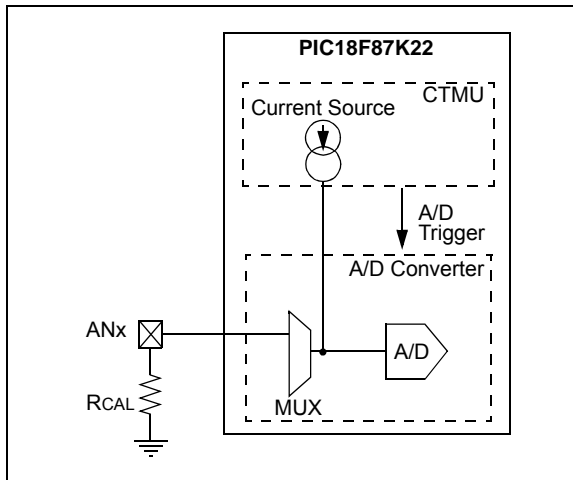 PIC18F87K22
CTMU
Current Source
A/D
Trigger
A/D Converter
ANx
A/D
RCAL
MUX